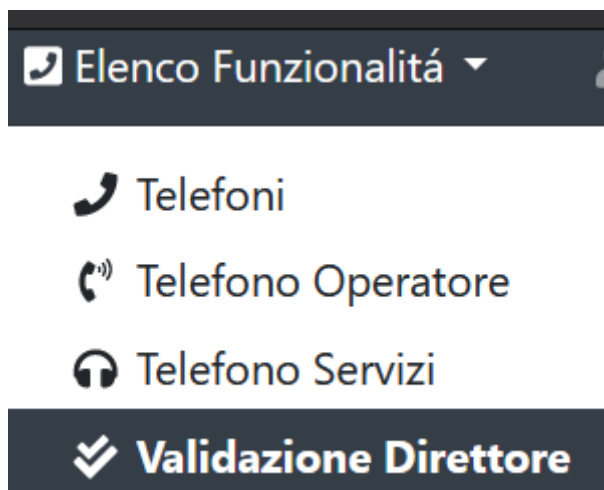 Elenco Funzionalitá
Telefoni
Telefono Operatore
Telefono Servizi
Validazione Direttore